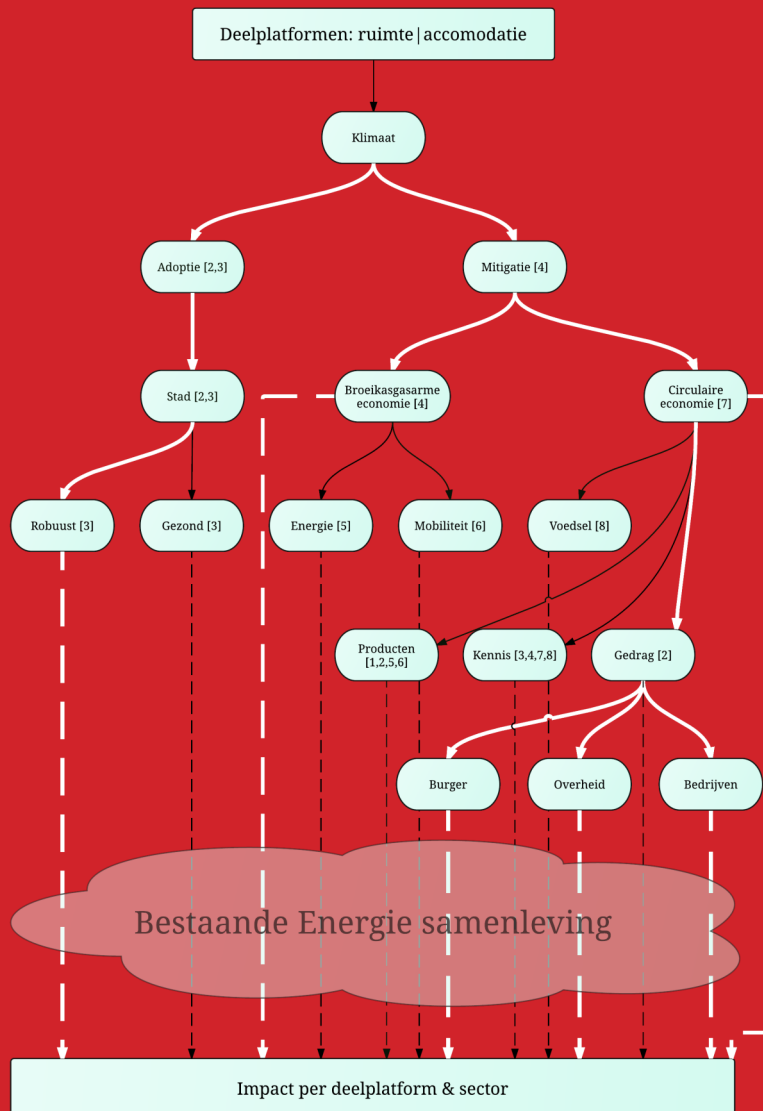 Deelplatformen: ruimte|accomodatie
Klimaat
Adoptie [2,3]
Mitigatie [4]
Stad [2,3]
Broeikasgasarme
economie [4]
Circulaire
economie [7]
Robuust [3]
Gezond [3]
Energie [5]
Mobiliteit [6]
Voedsel [8]
Producten
[1,2,5,6]
Kennis [3,4,7,8]
Gedrag [2]
Burger
Overheid
Bedrijven
Bestaande Energie samenleving
Impact per deelplatform & sector